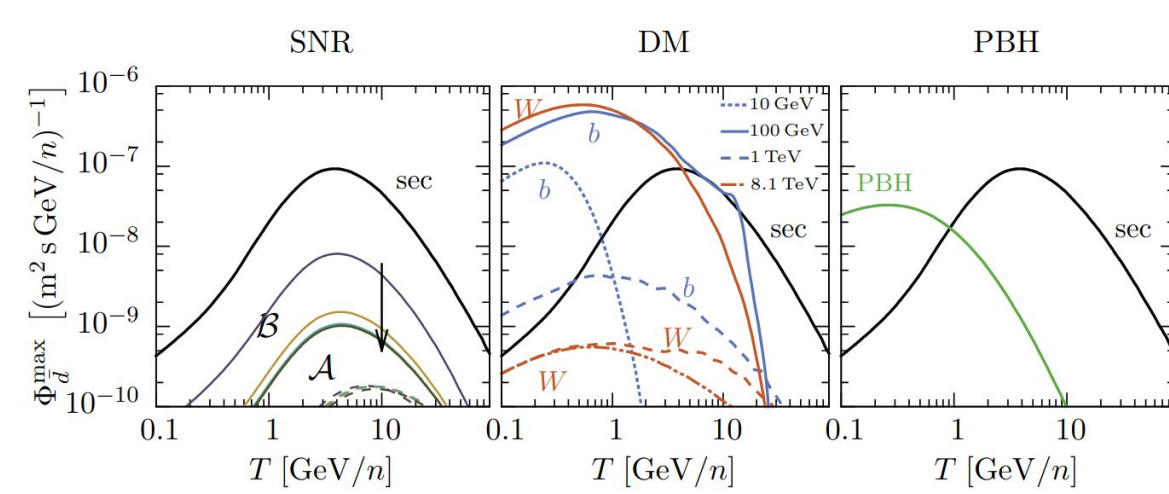 SNR
DM
PBH
Φ_d̄^max [(m² s GeV/n)⁻¹]
10⁻⁶
10⁻⁷
10⁻⁸
10⁻⁹
10⁻¹⁰
sec
ℬ
𝒜
0.1 1 10
T [GeV/n]
W
b
b
10 GeV
100 GeV
1 TeV
8.1 TeV
sec
b
W
W
0.1 1 10
T [GeV/n]
PBH
sec
0.1 1 10
T [GeV/n]